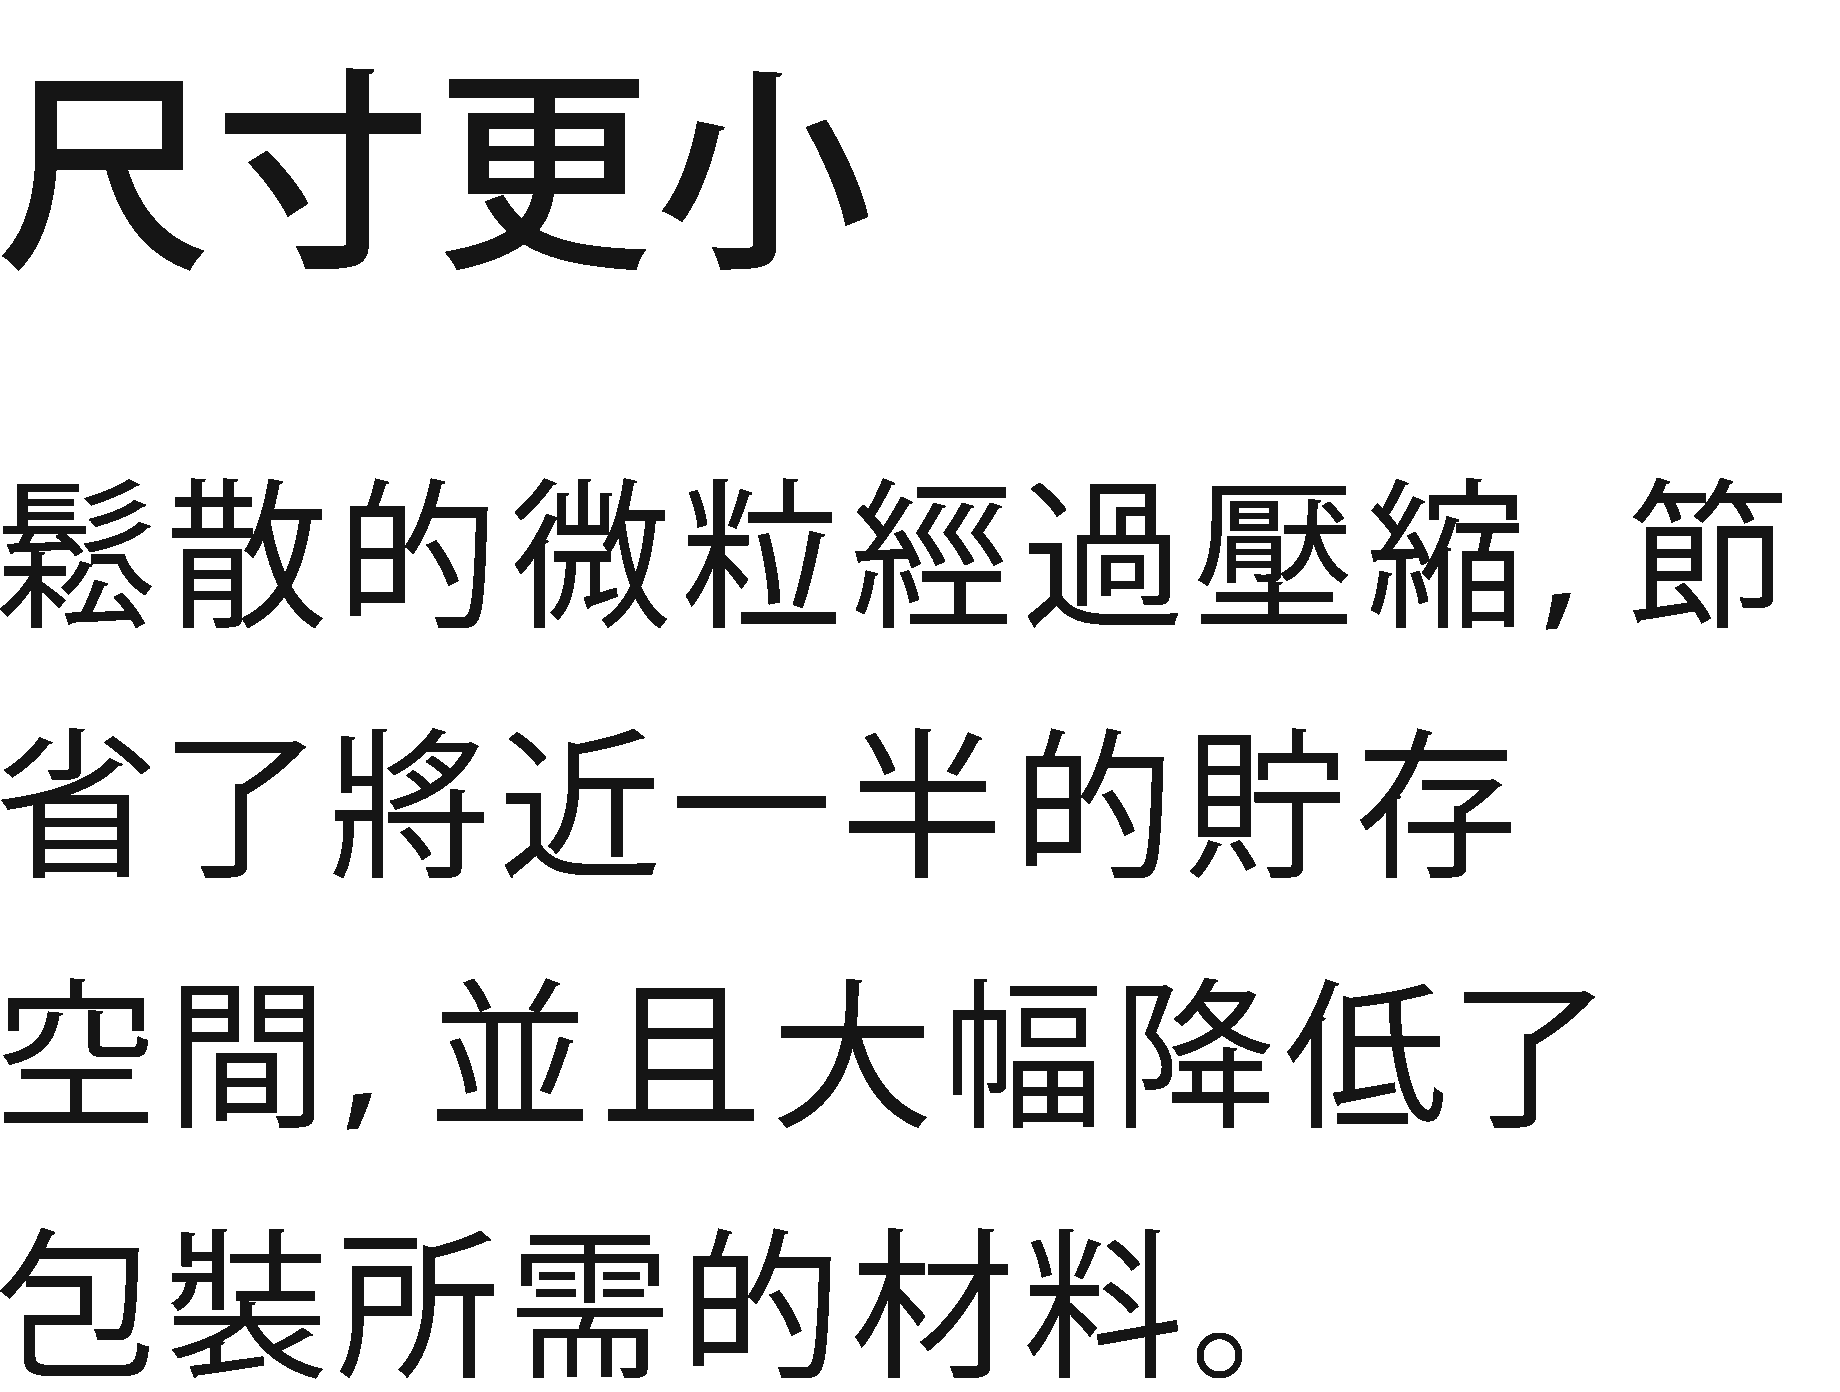 尺寸更小
鬆散的微粒經過壓縮, 節
省了將近一半的貯存
空間, 並且大幅降低了
包裝所需的材料。